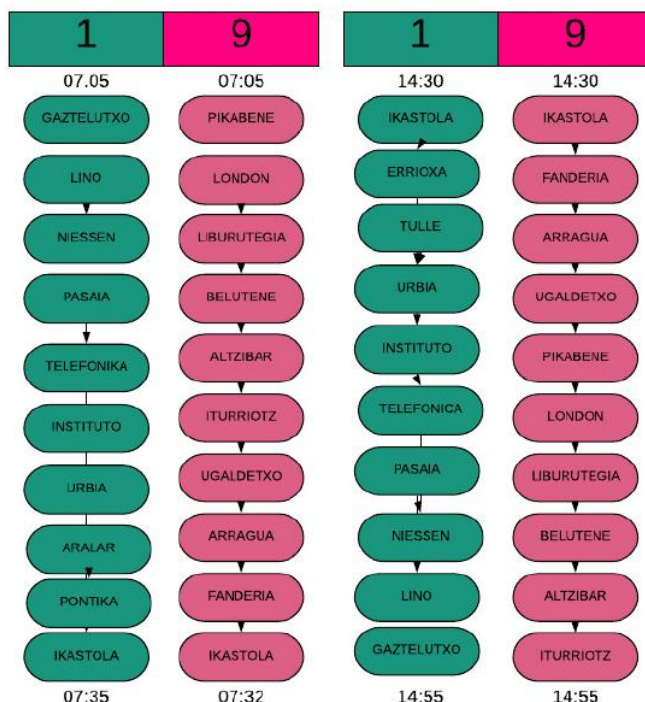 1
07.05
GAZTELUTXO
LINO
NIESSEN
PASAIA
TELEFONIKA
INSTITUTO
URBIA
ARALAR
PONTIKA
IKASTOLA
07:35
9
07:05
PIKABENE
LONDON
LIBURUTEGIA
BELUTENE
ALTZIBAR
ITURRIOTZ
UGALDETXO
ARRAGUA
FANDERIA
IKASTOLA
07:32
1
14:30
IKASTOLA
ERRIOXA
TULLE
URBIA
INSTITUTO
TELEFONICA
PASAIA
NIESSEN
LINO
GAZTELUTXO
14:55
9
14:30
IKASTOLA
FANDERIA
ARRAGUA
UGALDETXO
PIKABENE
LONDON
LIBURUTEGIA
BELUTENE
ALTZIBAR
ITURRIOTZ
14:55